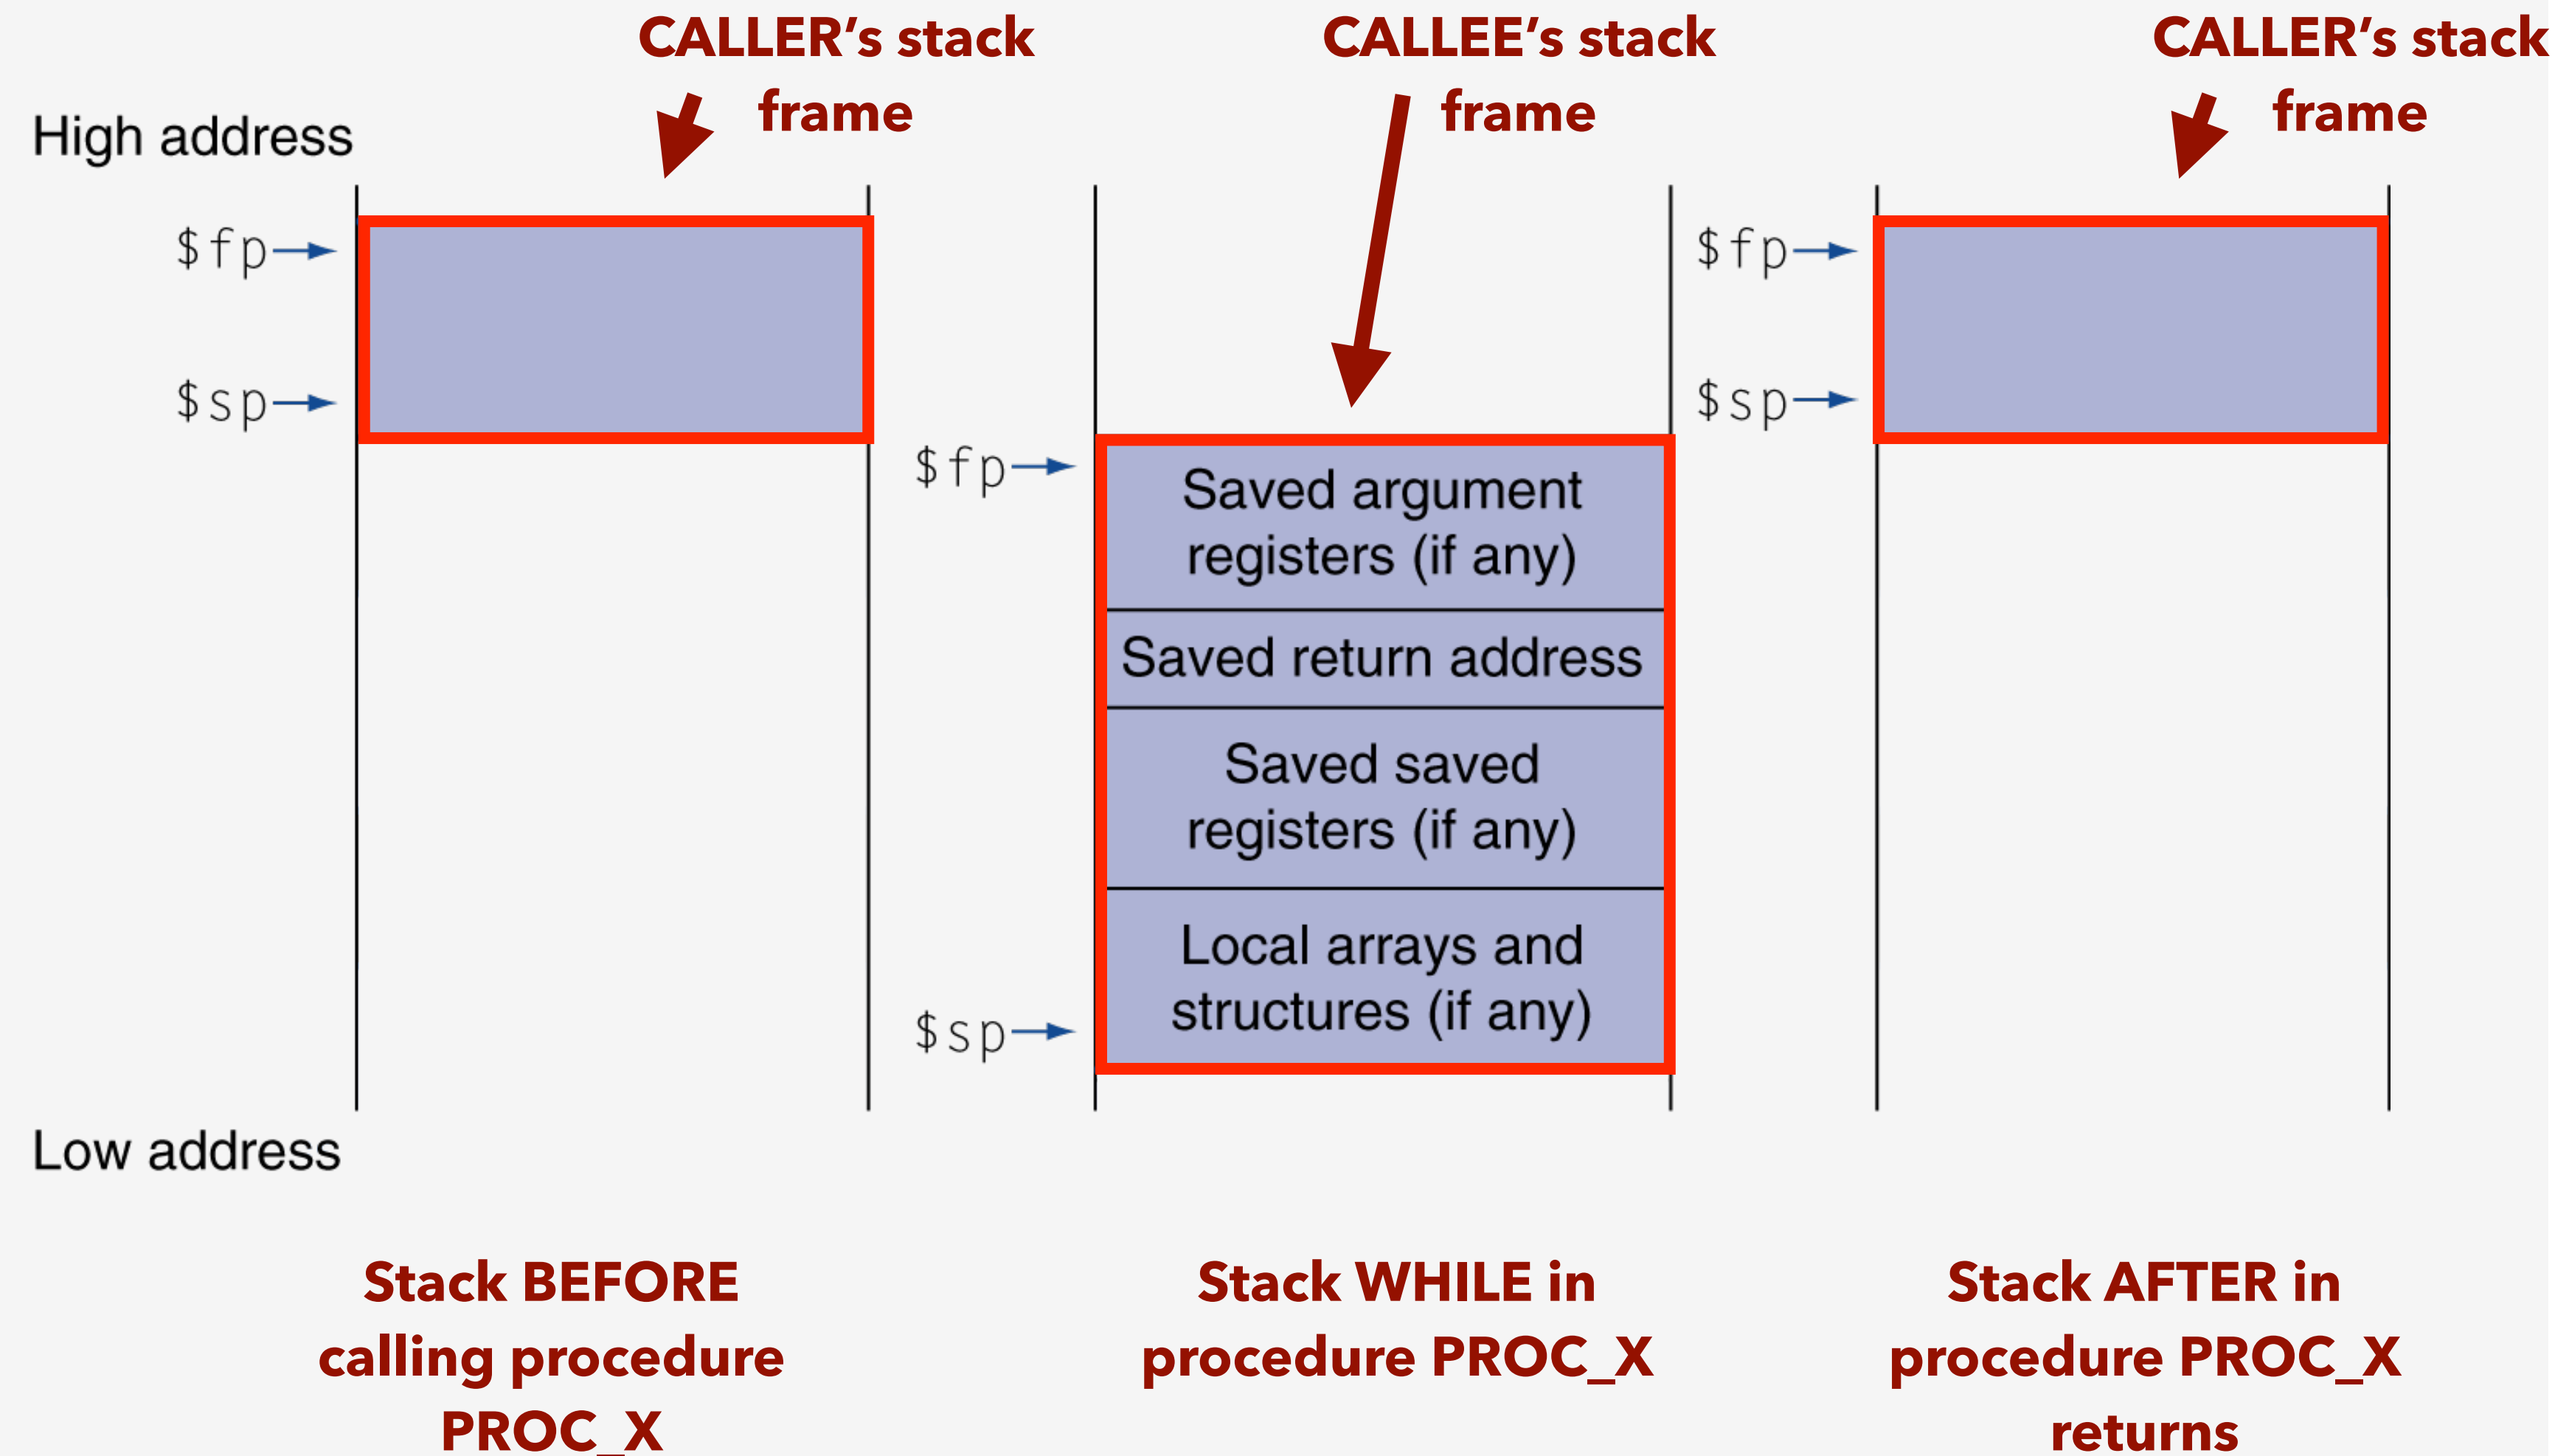 CALLER’s stack
frame
CALLEE’s stack
frame
CALLER’s stack
frame
High address
$fp
$sp
$fp
$sp
$fp
Saved argument
registers (if any)
Saved return address
Saved saved
registers (if any)
Local arrays and
structures (if any)
$sp
Low address
Stack BEFORE
calling procedure
PROC_X
Stack WHILE in
procedure PROC_X
Stack AFTER in
procedure PROC_X
returns